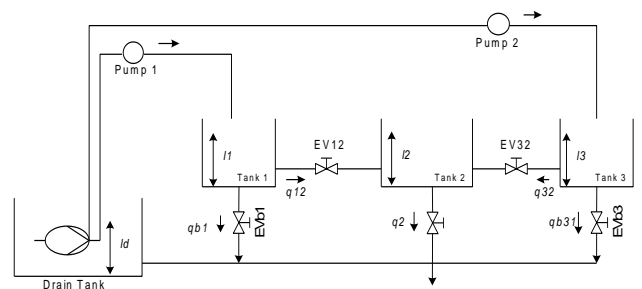 Pump 2
Pump 1
EV12
EV32
l1
l2
l3
Tank 1
Tank 2
Tank 3
q12
q32
qb1
EVb1
q2
qb31
EVb3
ld
Drain Tank